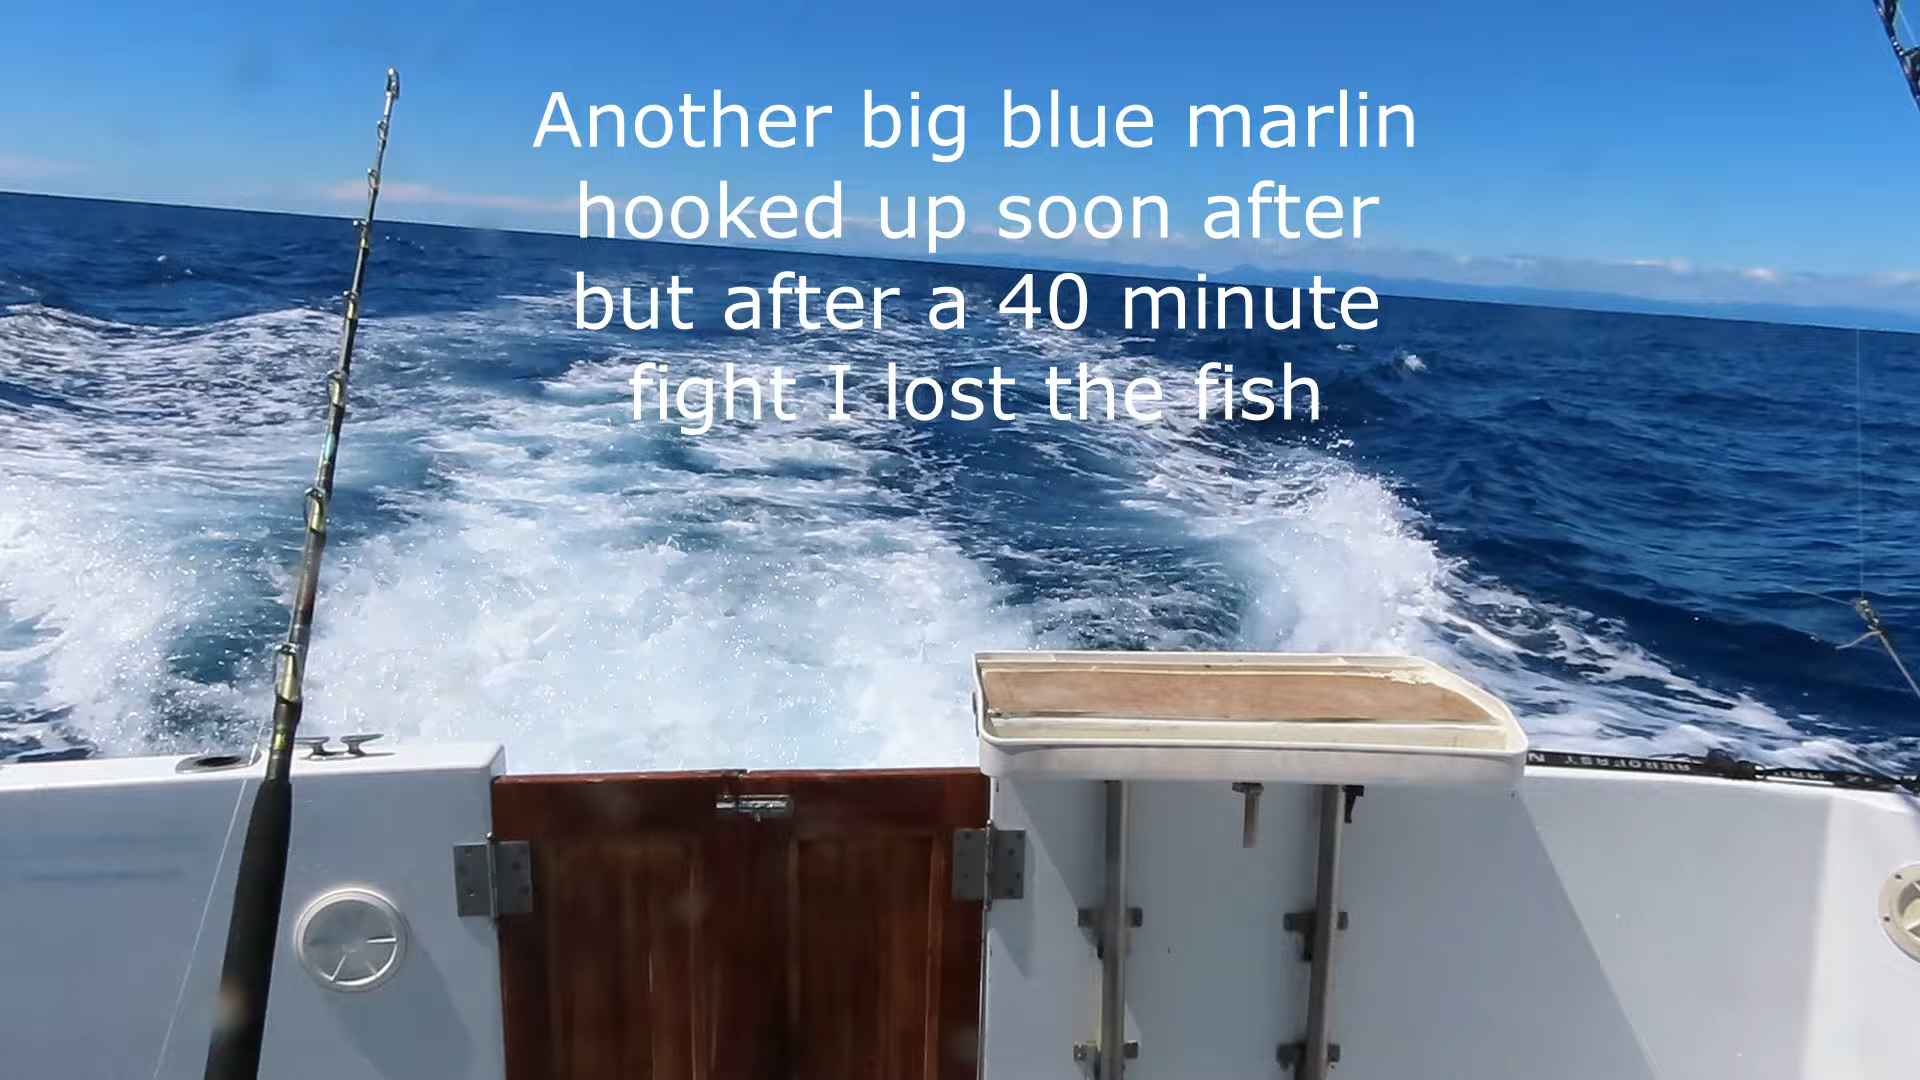 Another big blue marlin
hooked up soon after
but after a 40 minute
fight I lost the fish